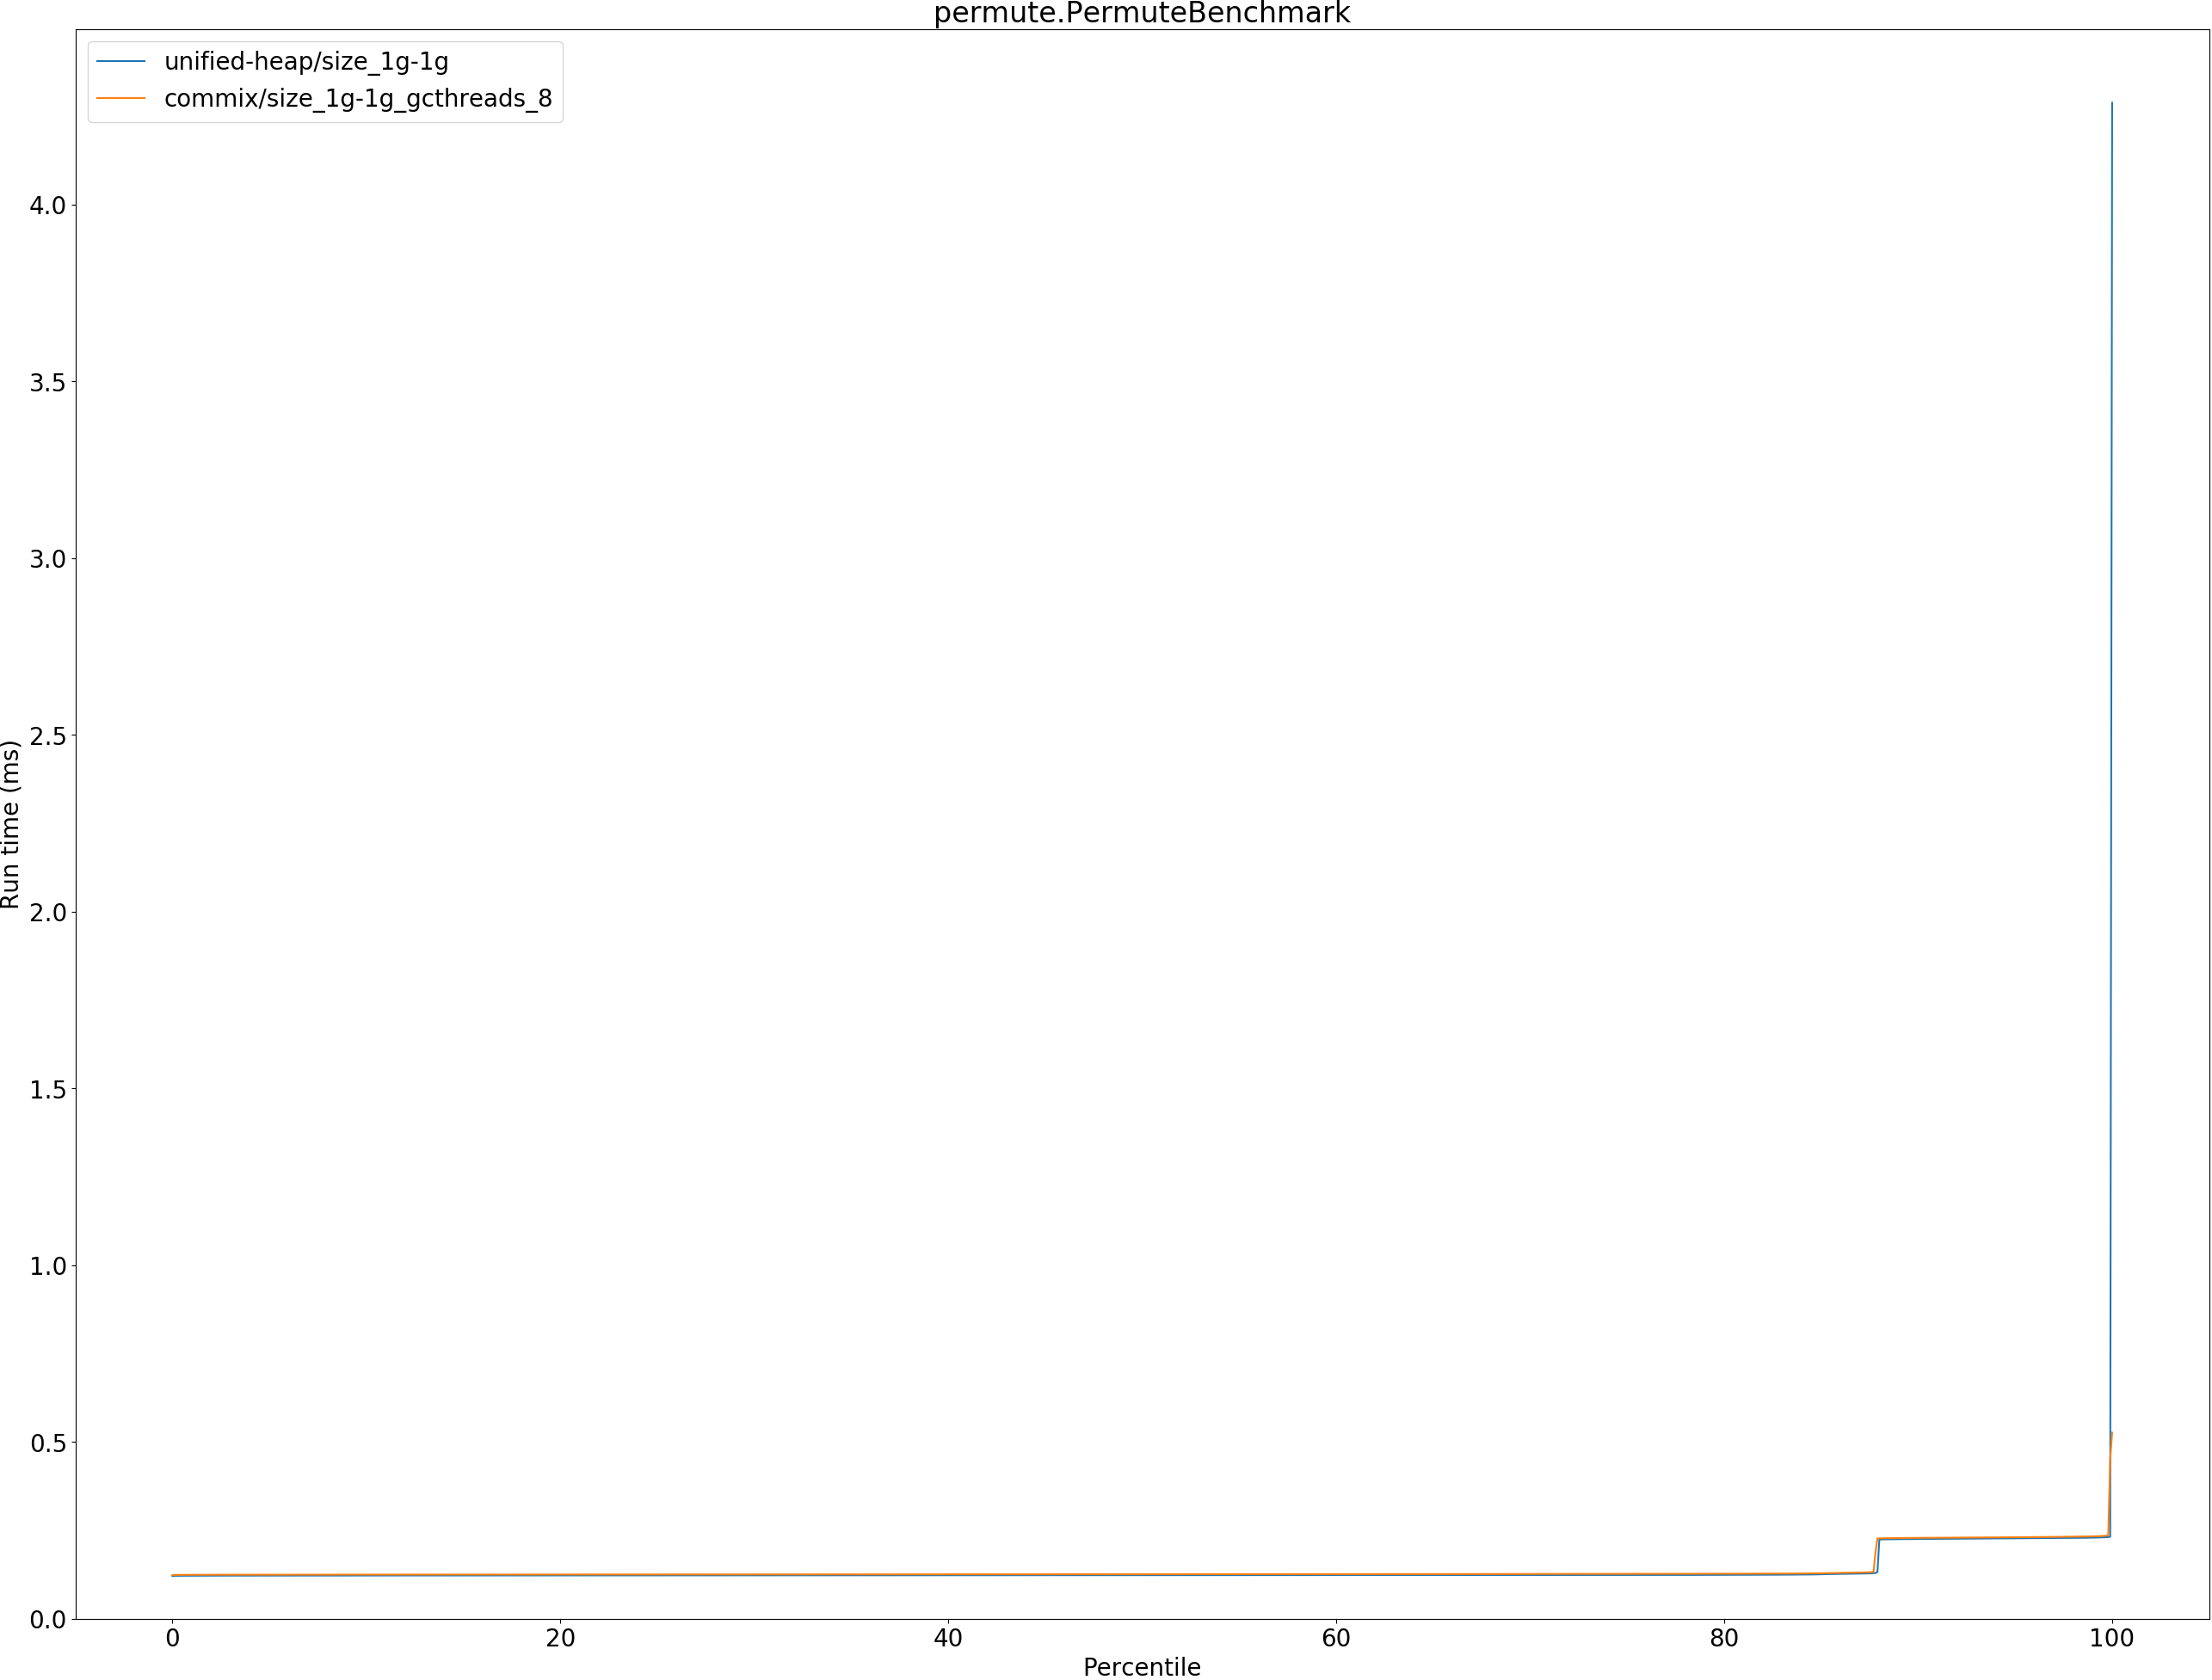 permute.PermuteBenchmark
unified-heap/size_1g-1g
commix/size_1g-1g_gcthreads_8
4.0
3.5
3.0
2.5
2.0
1.5
1.0
0.5
0.0
Run time (ms)
0 20 40 60 80 100
Percentile